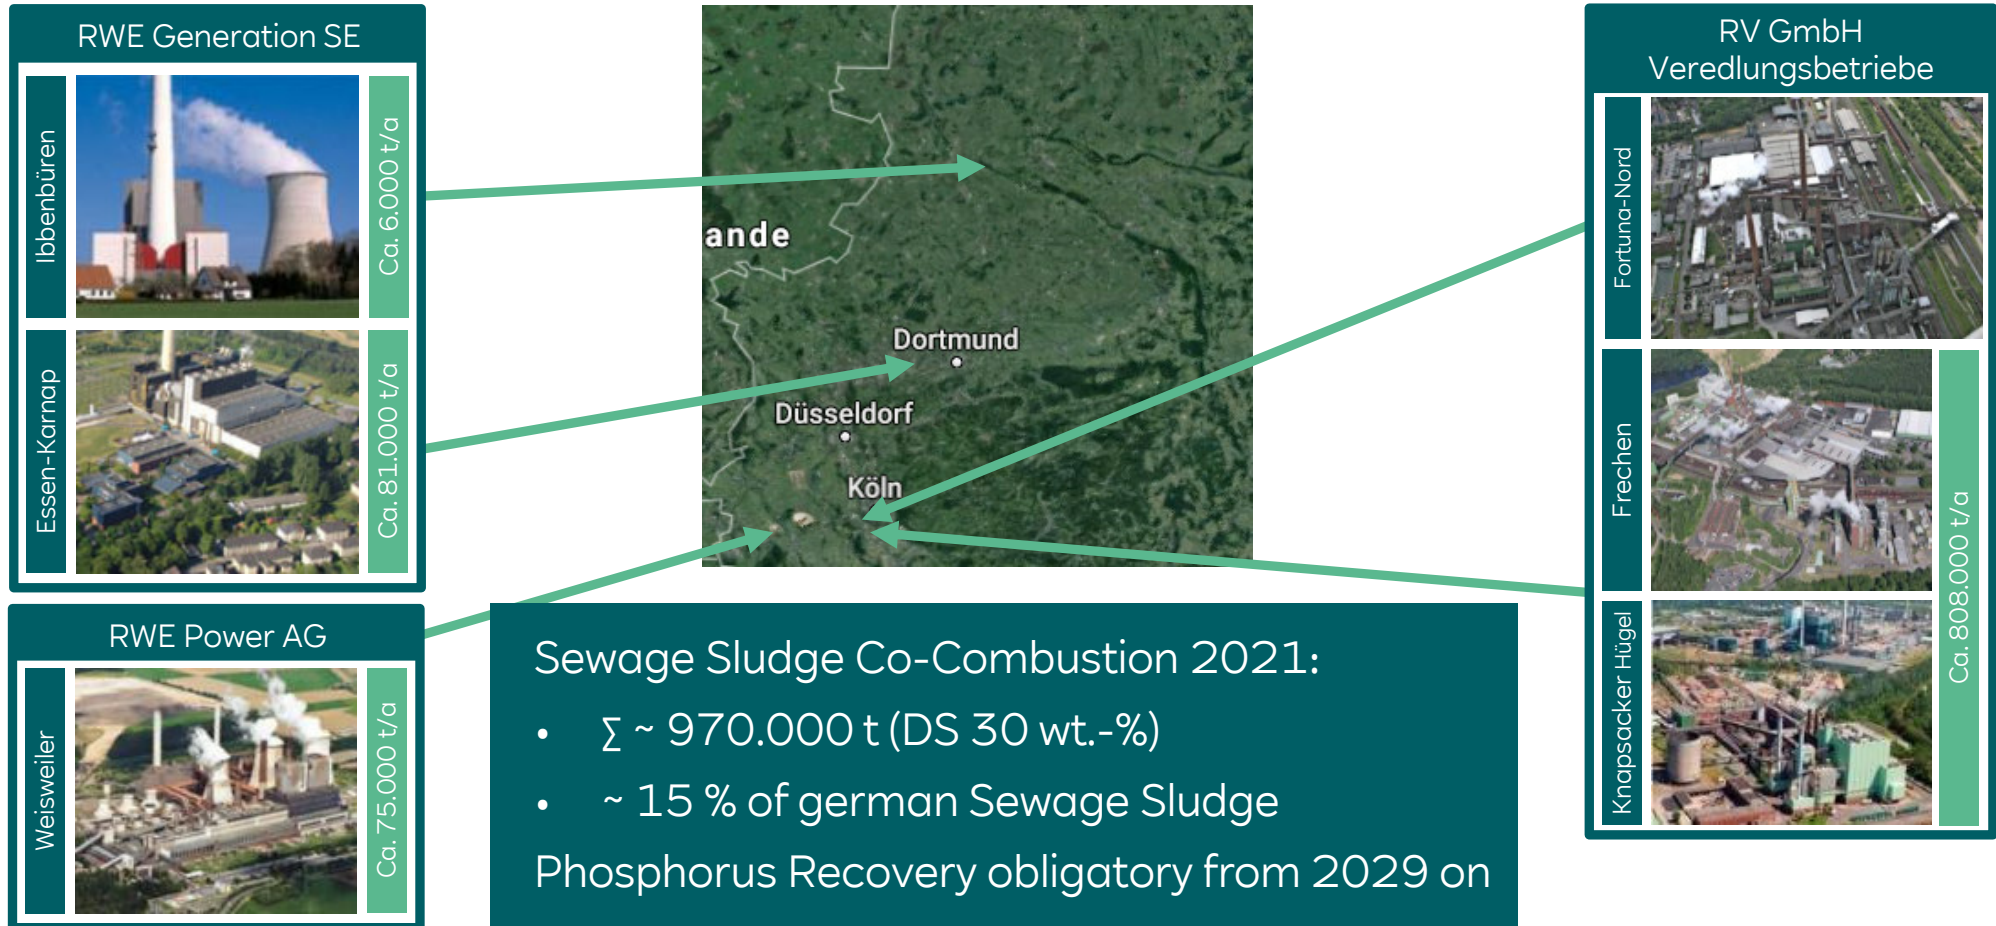 RWE Generation SE
Ibbenbüren
Ca. 6.000 t/a
Essen-Karnap
Ca. 81.000 t/a
RWE Power AG
Weisweiler
Ca. 75.000 t/a
ande
Dortmund
Düsseldorf
Köln
Sewage Sludge Co-Combustion 2021:
• ∑ ~ 970.000 t (DS 30 wt.-%)
• ~ 15 % of german Sewage Sludge
Phosphorus Recovery obligatory from 2029 on
RV GmbH
Veredlungsbetriebe
Fortuna-Nord
Frechen
Knapsacker Hügel
Ca. 808.000 t/a